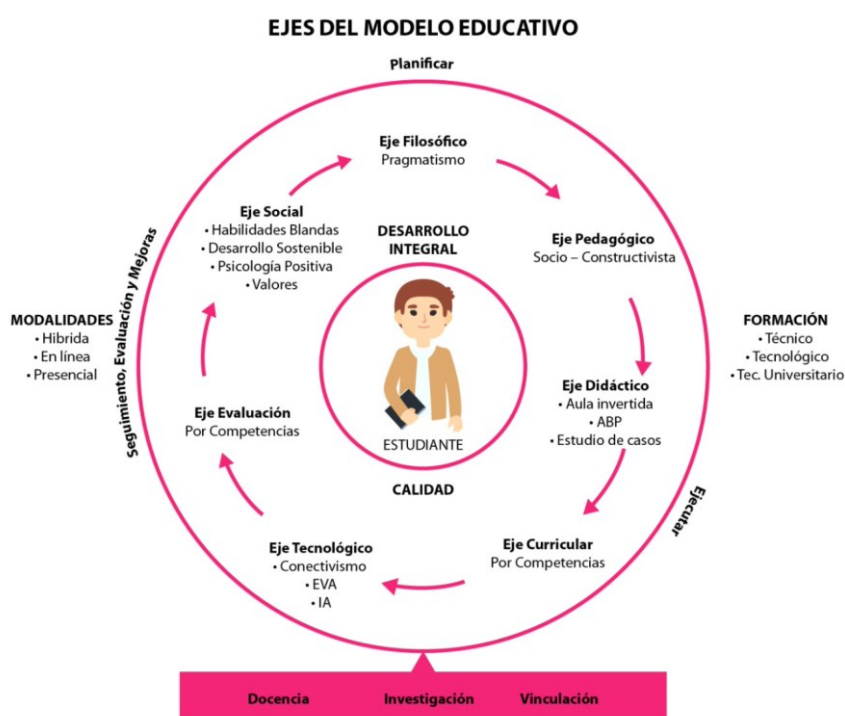 EJES DEL MODELO EDUCATIVO
Planificar
Eje Filosófico
Pragmatismo
Eje Social
• Habilidades Blandas
• Desarrollo Sostenible
• Psicología Positiva
• Valores
DESARROLLO
INTEGRAL
Eje Pedagógico
Socio – Constructivista
Seguimiento, Evaluación y Mejoras
MODALIDADES
• Hibrida
• En línea
• Presencial
FORMACIÓN
• Técnico
• Tecnológico
• Tec. Universitario
Eje Didáctico
• Aula invertida
• ABP
• Estudio de casos
Eje Evaluación
Por Competencias
ESTUDIANTE
CALIDAD
Ejecutar
Eje Curricular
Por Competencias
Eje Tecnológico
• Conectivismo
• EVA
• IA
Docencia Investigación Vinculación